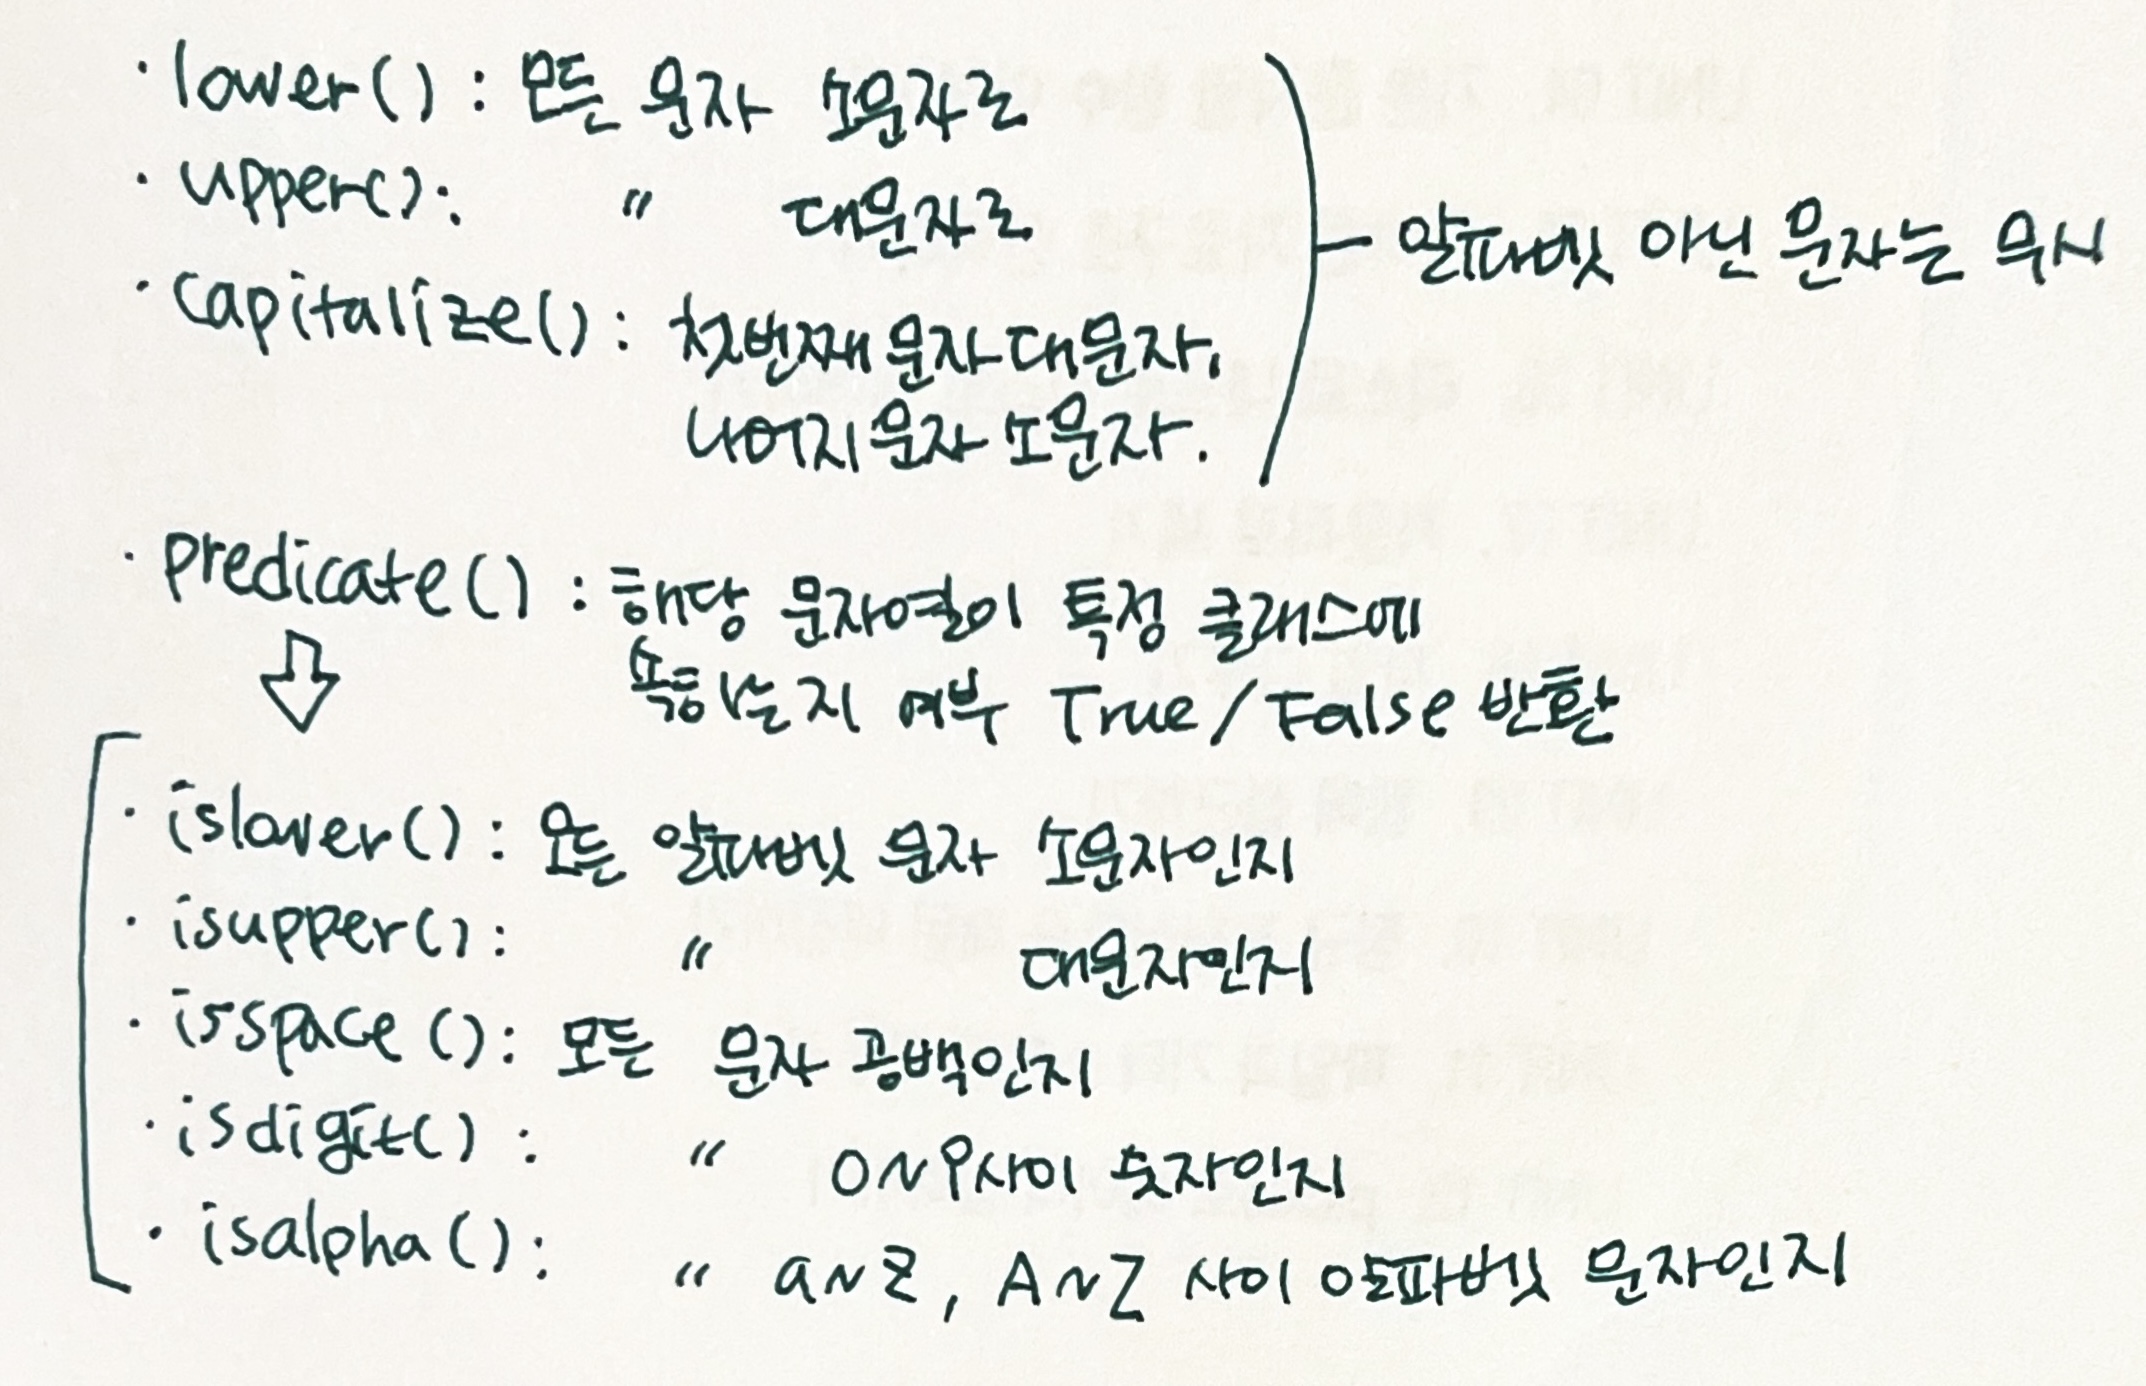 · lower() : 모든 문자 소문자로
· upper() : 〃 대문자로
· capitalize() : 첫번째 문자 대문자,
나머지 문자 소문자.
알파벳 아닌 문자는 무시
· predicate() : 해당 문자열이 특정 클래스에
속하는지 여부 True/False 반환
· islower() : 모든 알파벳 문자 소문자인지
· isupper() : 〃 대문자인지
· isspace() : 모든 문자 공백인지
· isdigit() : 〃 0~9사이 숫자인지
· isalpha() : 〃 a~z, A~Z 사이 알파벳 문자인지